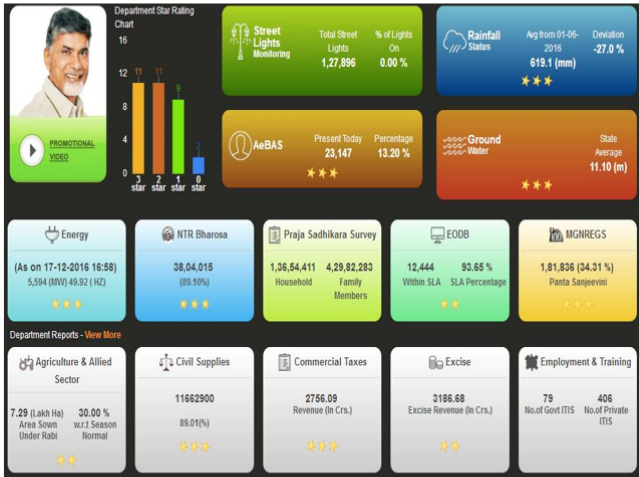 Department Star Rating
Chart
16
12
8
4
0
11
11
9
2
3
star
2
star
1
star
0
star
PROMOTIONAL
VIDEO
Street
Lights
Monitoring
Total Street
Lights
1,27,896
% of Lights
On
0.00 %
Rainfall
Status
Avg from 01-06-
2016
619.1 (mm)
Deviation
-27.0 %
AeBAS
Present Today
23,147
Percentage
13.20 %
Ground
Water
State
Average
11.10 (m)
Energy
(As on 17-12-2016 16:58)
5,594 (MW) 49.92 ( HZ)
NTR Bharosa
38,04,015
(89.10%)
Praja Sadhikara Survey
1,36,54,411
Household
4,29,82,283
Family
Members
EODB
12,444
Within SLA
93.65 %
SLA Percentage
MGNREGS
1,81,836 (34.31 %)
Panta Sanjeevini
Department Reports - View More
Agriculture & Allied
Sector
7.29 (Lakh Ha)
Area Sown
Under Rabi
30.00 %
w.r.t Season
Normal
Civil Supplies
11662900
89.01(%)
Commercial Taxes
2756.09
Revenue (In Crs.)
Excise
3186.68
Excise Revenue (In Crs.)
Employment & Training
79
No.of Govt ITIS
406
No.of Private
ITIS